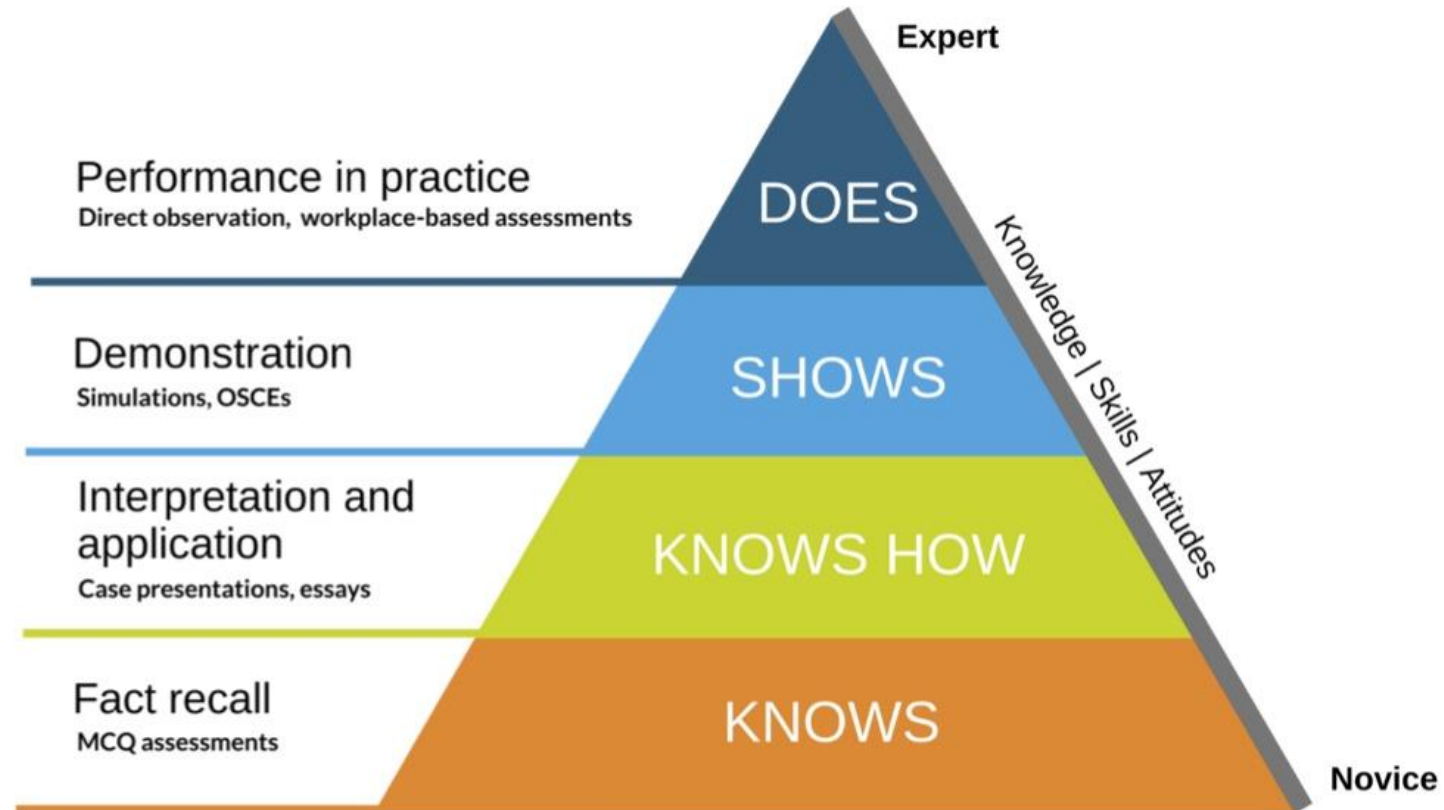 Expert
Performance in practice
Direct observation, workplace-based assessments
DOES
Knowledge | Skills | Attitudes
Demonstration
Simulations, OSCEs
SHOWS
Interpretation and
application
Case presentations, essays
KNOWS HOW
Fact recall
MCQ assessments
KNOWS
Novice